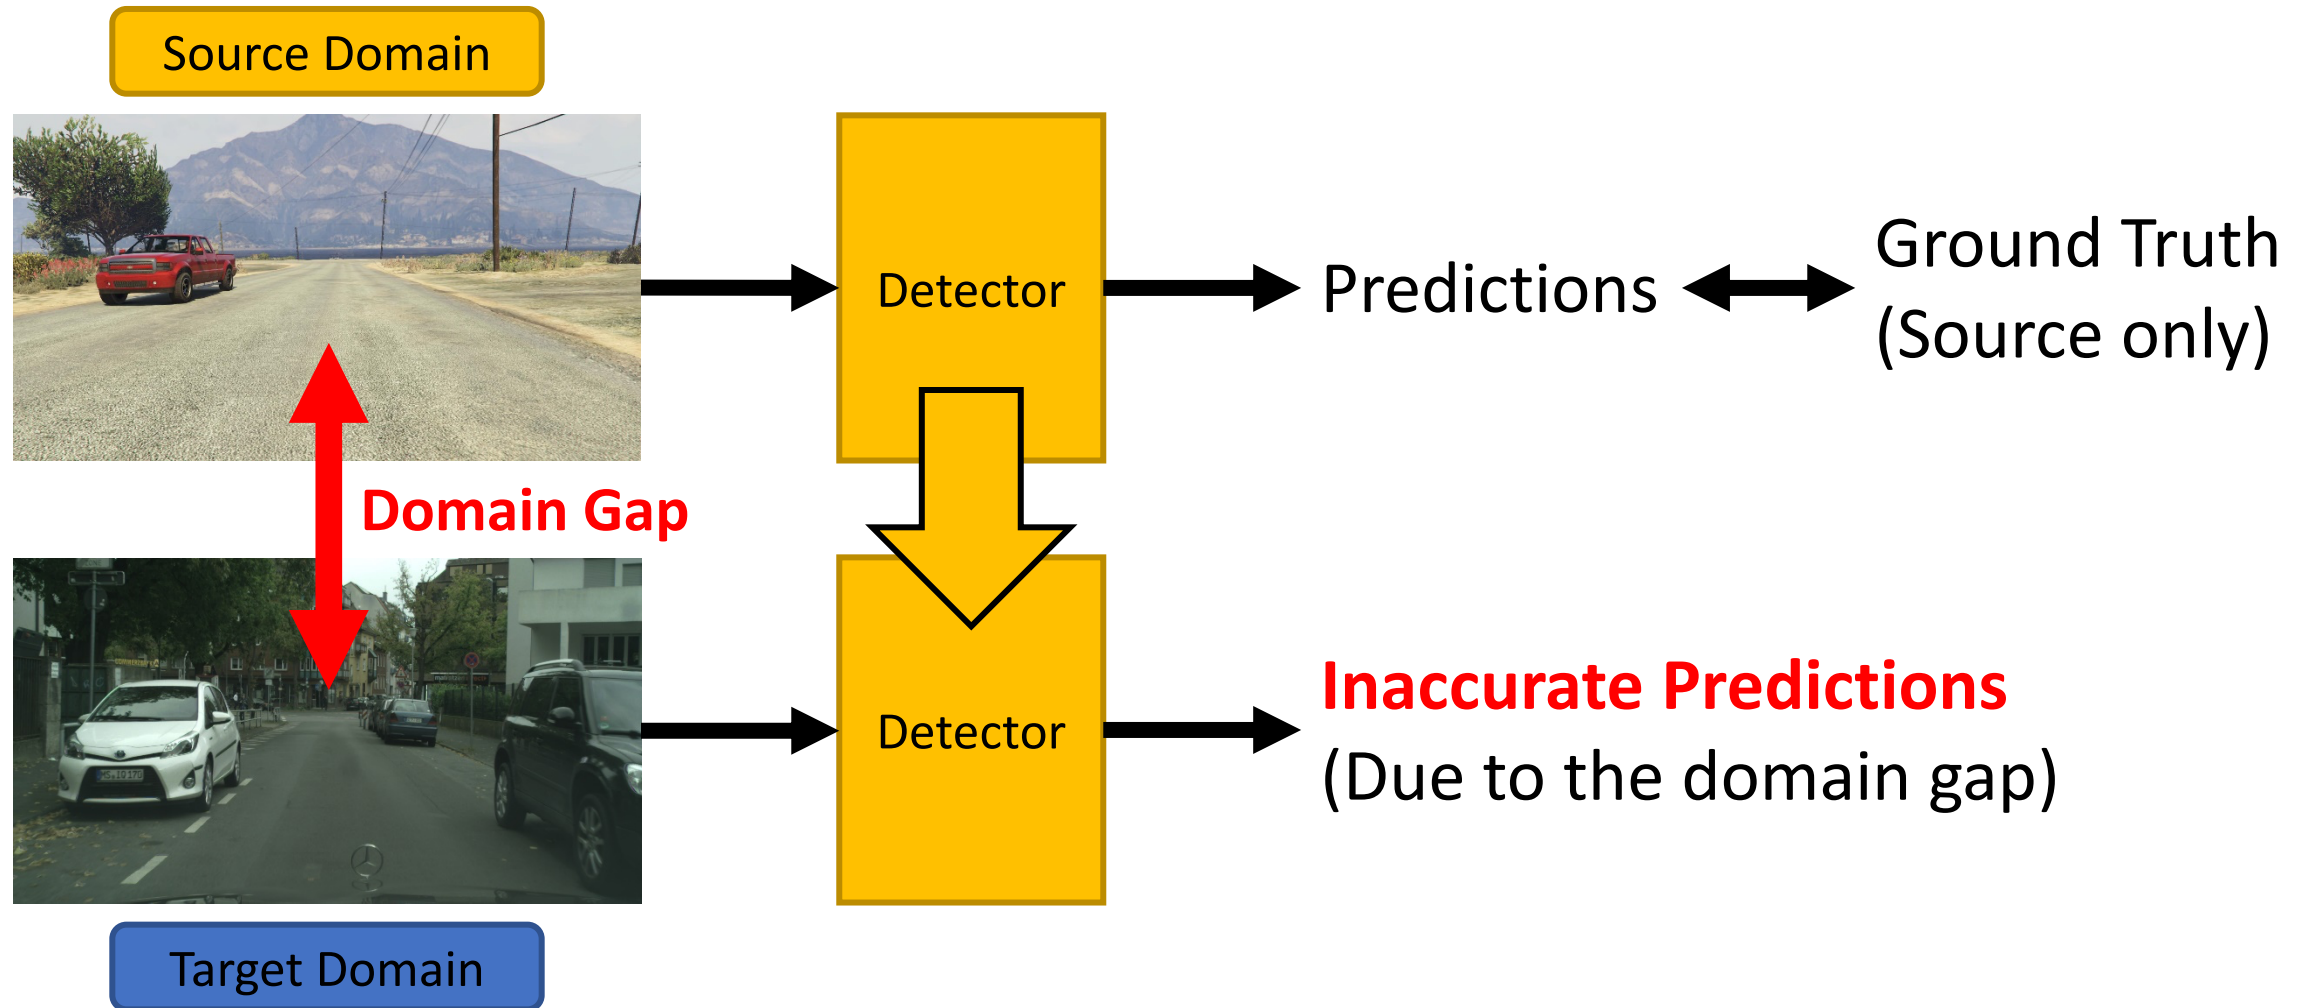 Source Domain
Detector
Predictions
Ground Truth
(Source only)
Domain Gap
Detector
Inaccurate Predictions
(Due to the domain gap)
Target Domain